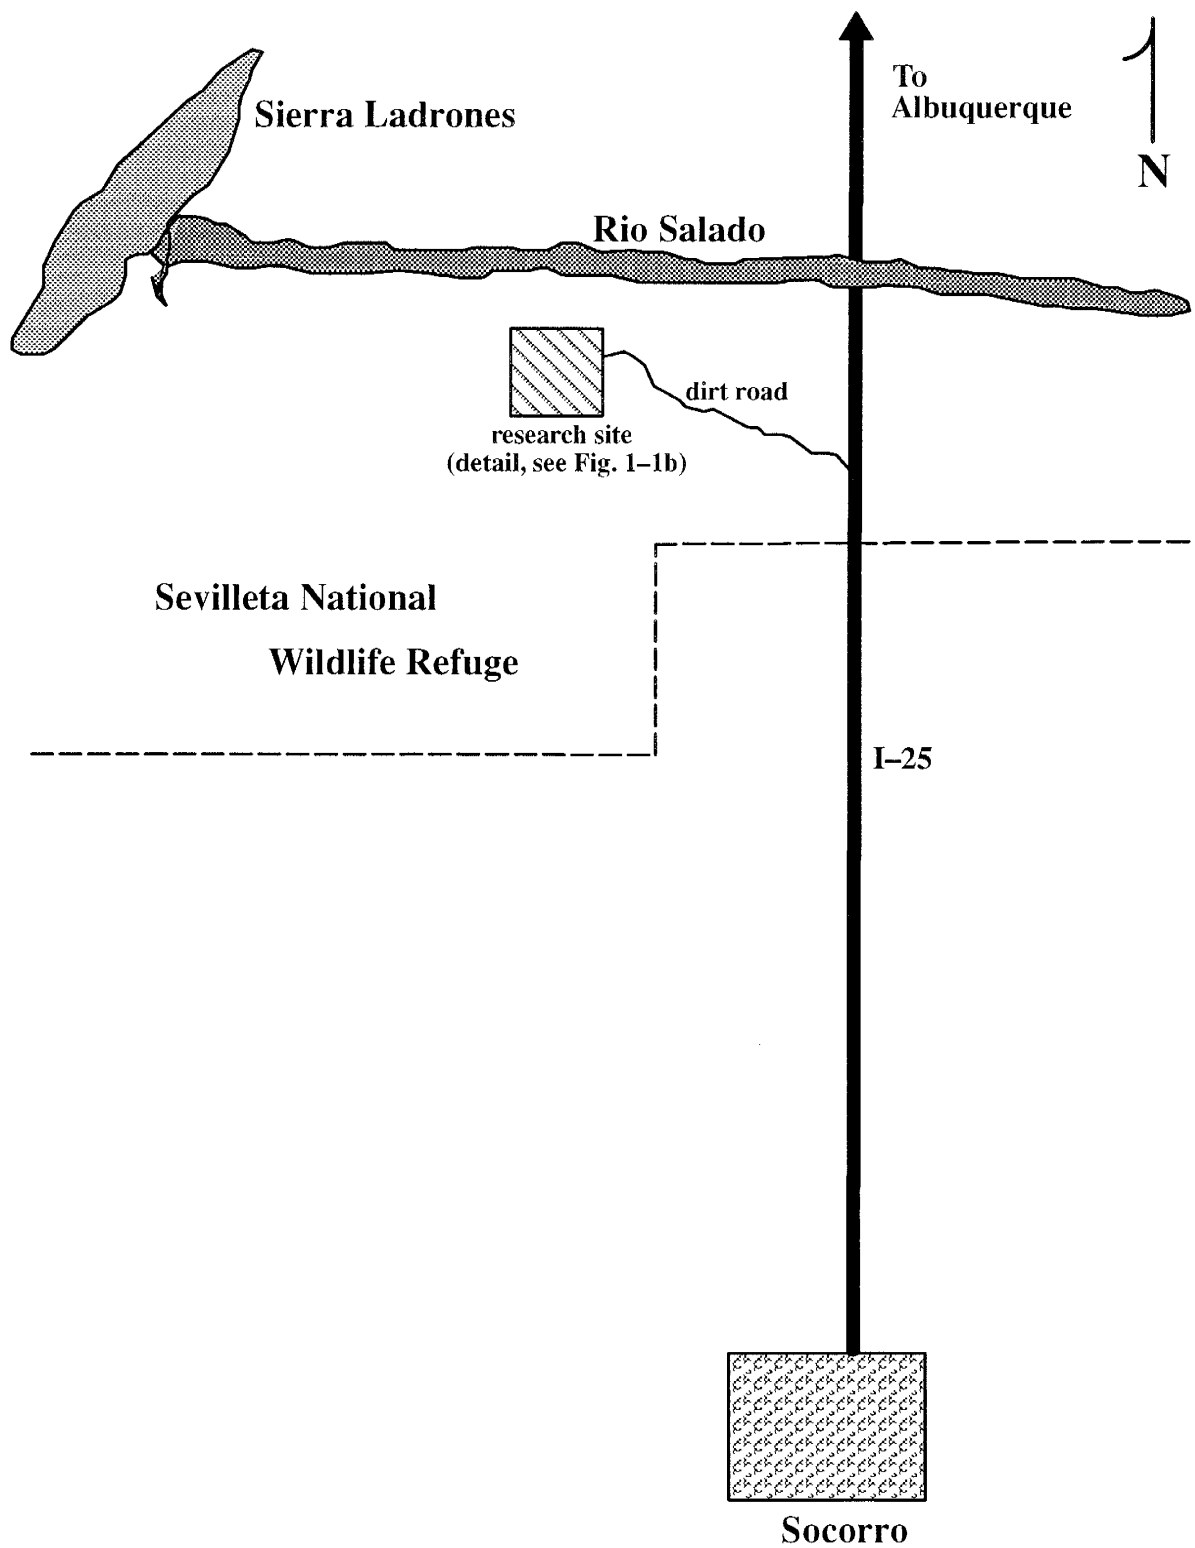 To
Albuquerque
Sierra Ladrones
N
Rio Salado
dirt road
research site
(detail, see Fig. 1–1b)
Sevilleta National
Wildlife Refuge
I–25
Socorro